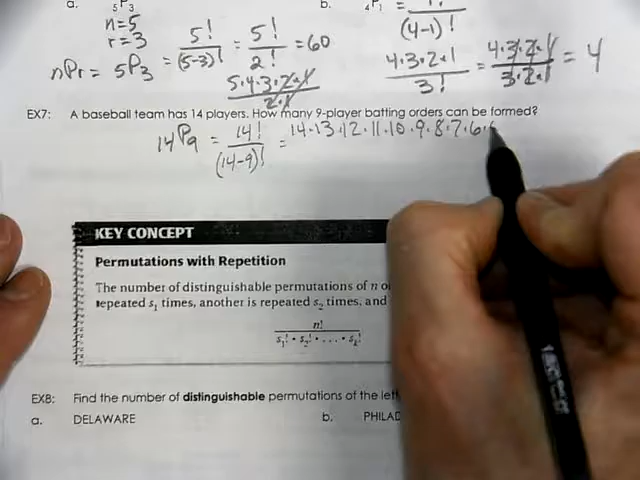 a. 5P3 b. 4P1 =
n=5
r=3
nPr = 5P3 = 5!/(5-3)! = 5!/2! = 60
5·4·3·2·1/2·1
(4-1)!
4·3·2·1/3! = 4·3·2·1/3·2·1 = 4
EX7: A baseball team has 14 players. How many 9-player batting orders can be formed?
14P9 = 14!/(14-9)! = 14·13·12·11·10·9·8·7·6·
KEY CONCEPT
Permutations with Repetition
The number of distinguishable permutations of n
repeated s1 times, another is repeated s2 times, and
n!
s1! • s2! • . . . • sk!
EX8: Find the number of distinguishable permutations of the
a. DELAWARE b. PHILAD